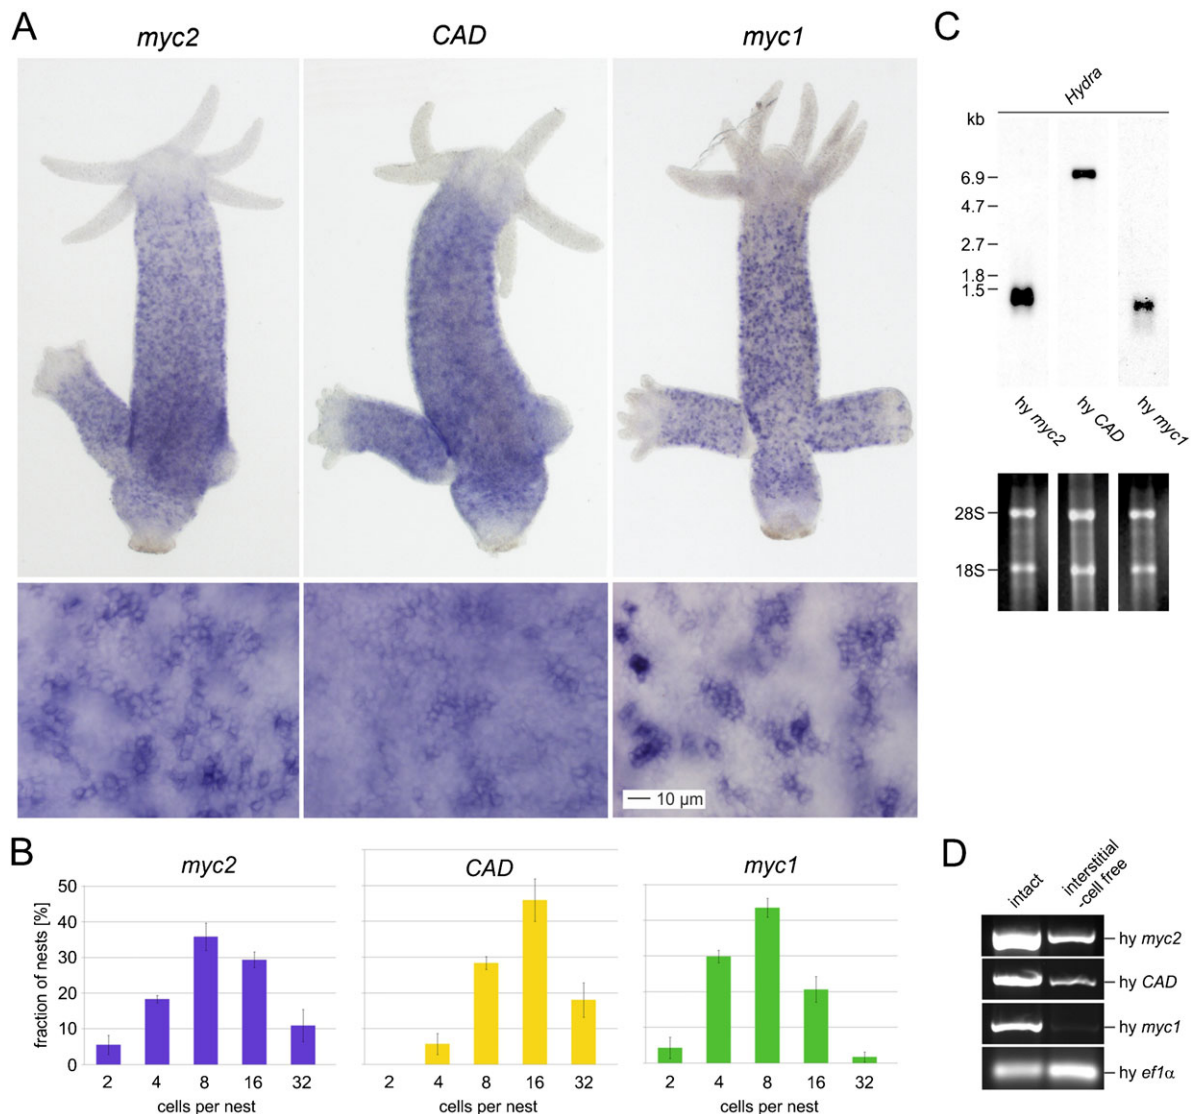 A
myc2
CAD
myc1
10 µm
B
myc2
CAD
myc1
fraction of nests [%]
50
40
30
20
10
0
2 4 8 16 32
2 4 8 16 32
2 4 8 16 32
cells per nest
cells per nest
cells per nest
C
Hydra
kb
6.9
4.7
2.7
1.8
1.5
hy myc2
hy CAD
hy myc1
28S
18S
D
intact
interstitial
-cell free
hy myc2
hy CAD
hy myc1
hy ef1α